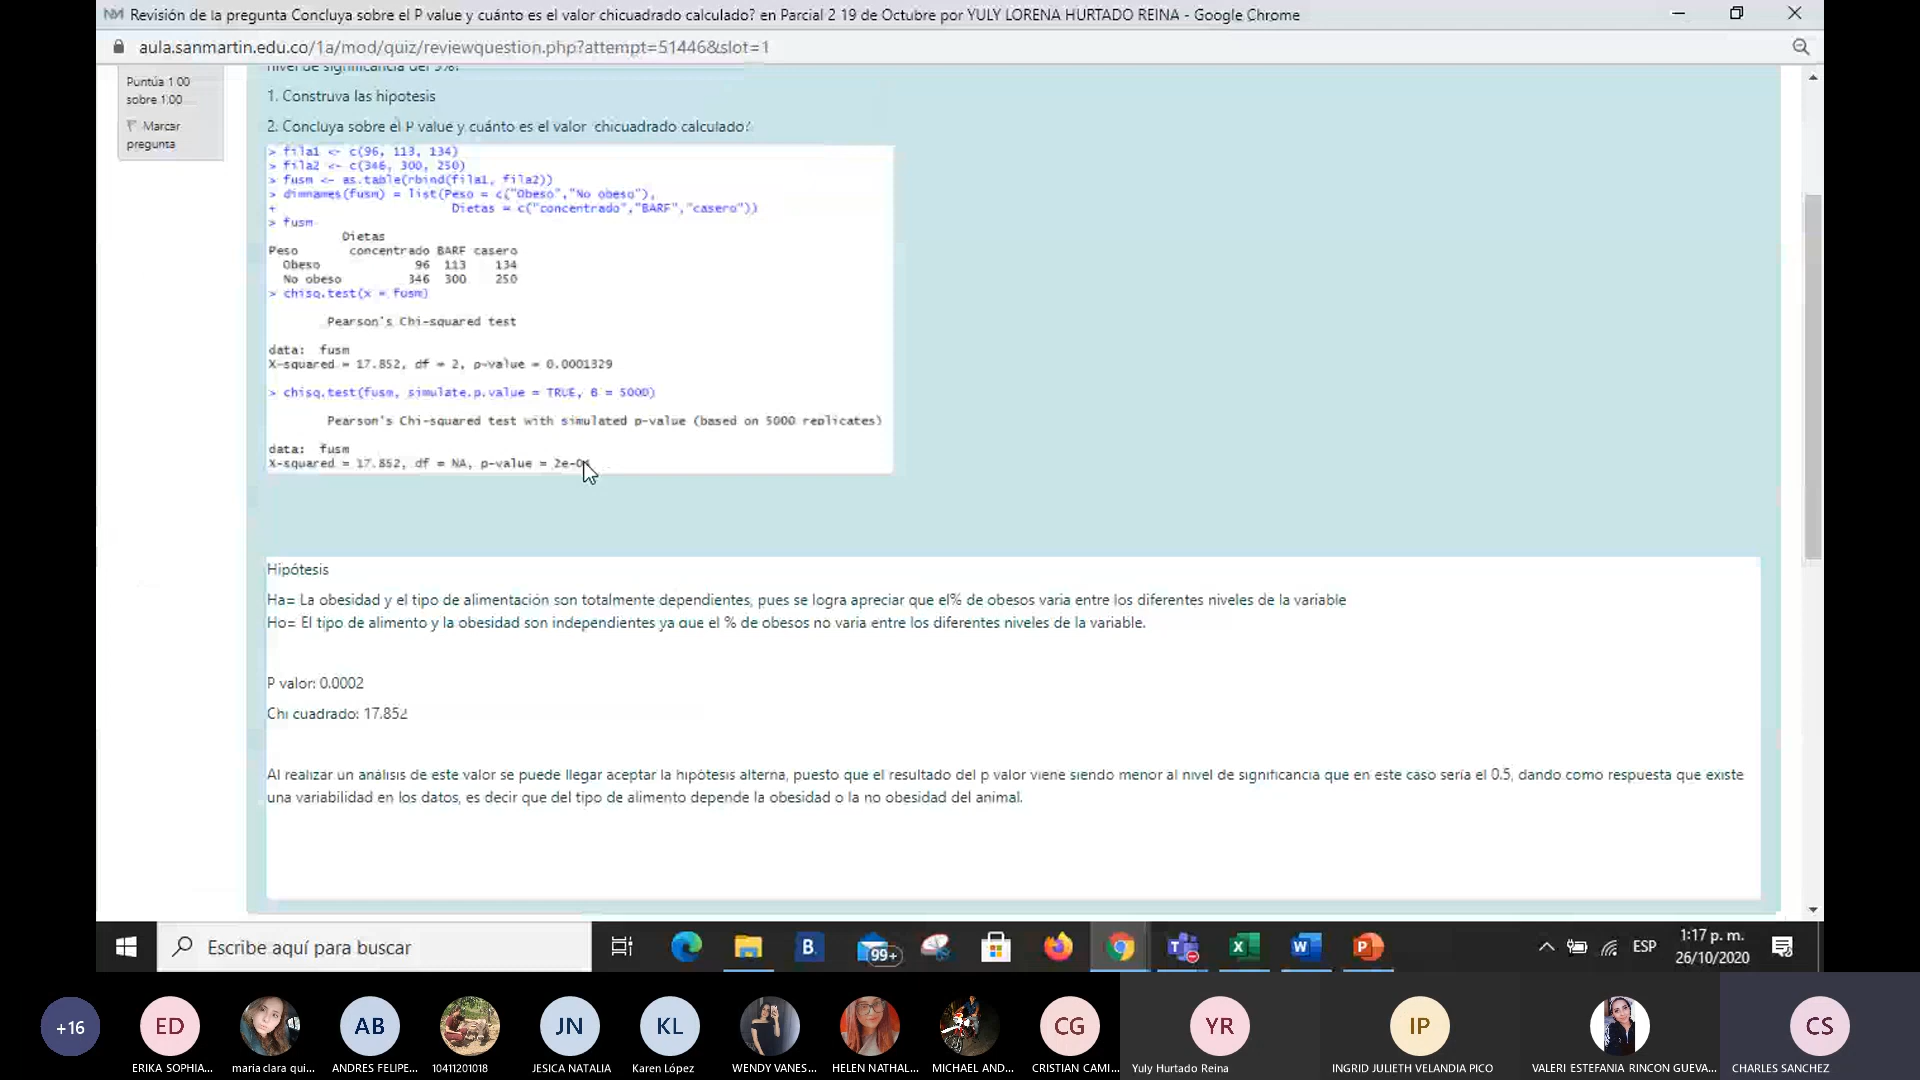 Revisión de la pregunta Concluya sobre el P value y cuánto es el valor chicuadrado calculado? en Parcial 2 19 de Octubre por YULY LORENA HURTADO REINA - Google Chrome
aula.sanmartin.edu.co/1a/mod/quiz/reviewquestion.php?attempt=51446&slot=1
nivel de significancia del 5%.
Puntúa 1.00
sobre 1.00
Marcar
pregunta
1. Construya las hipotesis
2. Concluya sobre el P value y cuánto es el valor chicuadrado calculado?
> fila1 <- c(96, 113, 134)
> fila2 <- c(346, 300, 250)
> fusm <- as.table(rbind(fila1, fila2))
> dimnames(fusm) = list(Peso = c("Obeso","No obeso"),
+ Dietas = c("concentrado","BARF","casero"))
> fusm
Dietas
Peso concentrado BARF casero
Obeso 96 113 134
No obeso 346 300 250
> chisq.test(x = fusm)
Pearson's Chi-squared test
data: fusm
X-squared = 17.852, df = 2, p-value = 0.0001329
> chisq.test(fusm, simulate.p.value = TRUE, B = 5000)
Pearson's Chi-squared test with simulated p-value (based on 5000 replicates)
data: fusm
X-squared = 17.852, df = NA, p-value =
Hipótesis
Ha= La obesidad y el tipo de alimentación son totalmente dependientes, pues se logra apreciar que el% de obesos varia entre los diferentes niveles de la variable
Ho= El tipo de alimento y la obesidad son independientes ya que el % de obesos no varia entre los diferentes niveles de la variable.
P valor: 0.0002
Chi cuadrado: 17.852
Al realizar un análisis de este valor se puede llegar aceptar la hipótesis alterna, puesto que el resultado del p valor viene siendo menor al nivel de significancia que en este caso sería el 0.5, dando como respuesta que existe
una variabilidad en los datos, es decir que del tipo de alimento depende la obesidad o la no obesidad del animal.
Escribe aquí para buscar
B.
99+
ESP
1:17 p. m.
26/10/2020
+16
ED
AB
JN
KL
CG
YR
IP
CS
ERIKA SOPHIA...
maria clara qui...
ANDRES FELIPE...
10411201018
JESICA NATALIA
Karen López
WENDY VANES...
HELEN NATHAL...
MICHAEL AND...
CRISTIAN CAMI...
Yuly Hurtado Reina
INGRID JULIETH VELANDIA PICO
VALERI ESTEFANIA RINCON GUEVA...
CHARLES SANCHEZ